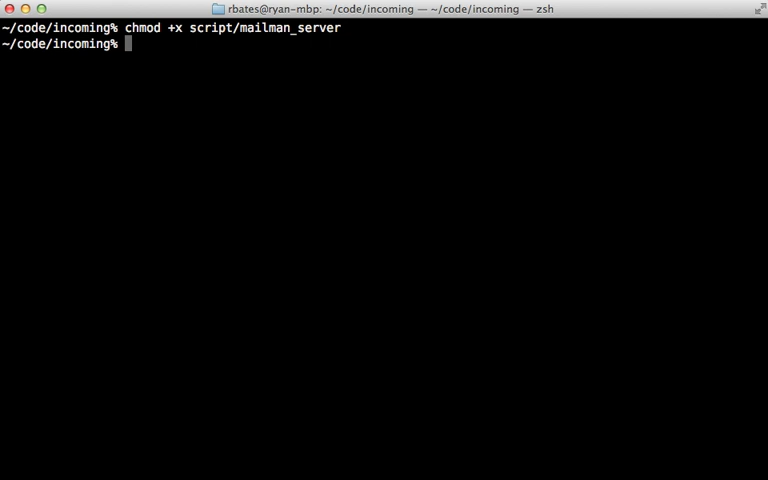 rbates@ryan-mbp: ~/code/incoming — ~/code/incoming — zsh
~/code/incoming% chmod +x script/mailman_server
~/code/incoming%